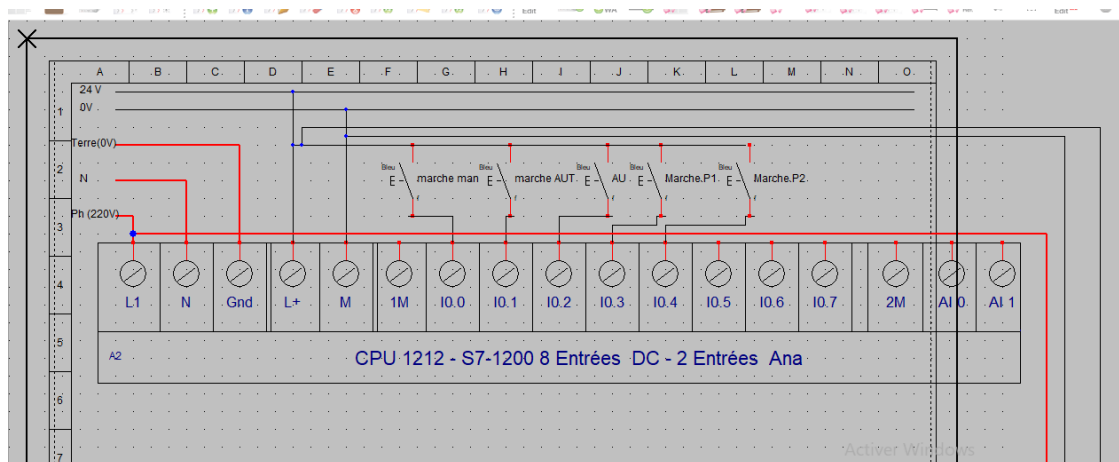 Edit
A B C D E F G H I J K L M N O
24 V
1
0V
Terre(0V)
2
Bleu Bleu Bleu Bleu Bleu
E marche man E marche AUT E AU E Marche.P1 E Marche.P2
N
f f f f f
Ph (220V)
3
4
L1 N Gnd L+ M 1M I0.0 I0.1 I0.2 I0.3 I0.4 I0.5 I0.6 I0.7 2M AI 0 AI 1
5
A2 CPU 1212 - S7-1200 8 Entrées DC - 2 Entrées Ana
6
Activer Windows
7